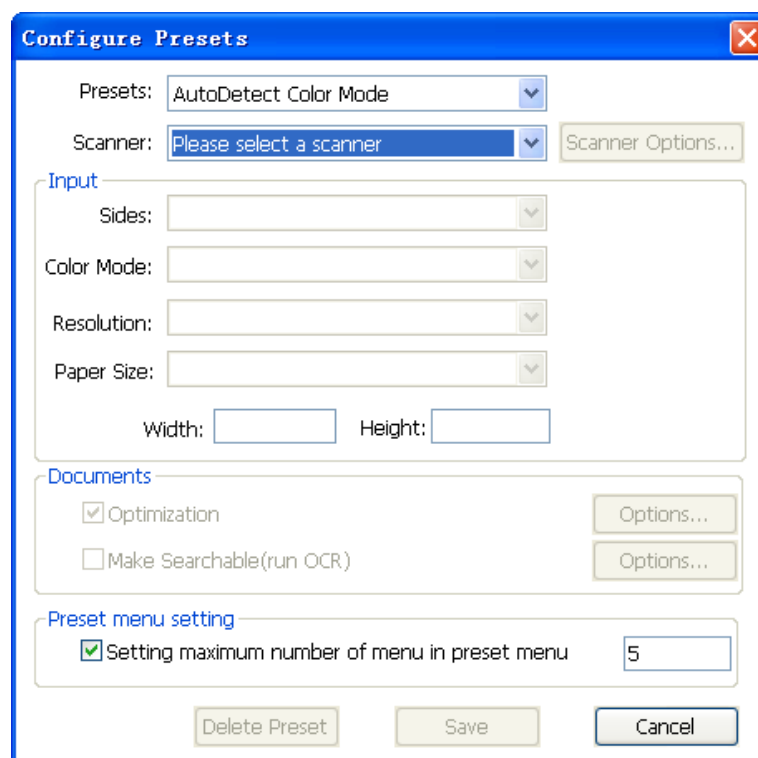 Configure Presets
Presets: AutoDetect Color Mode
Scanner: Please select a scanner Scanner Options...
Input
Sides:
Color Mode:
Resolution:
Paper Size:
Width: Height:
Documents
Optimization Options...
Make Searchable(run OCR) Options...
Preset menu setting
Setting maximum number of menu in preset menu 5
Delete Preset Save Cancel